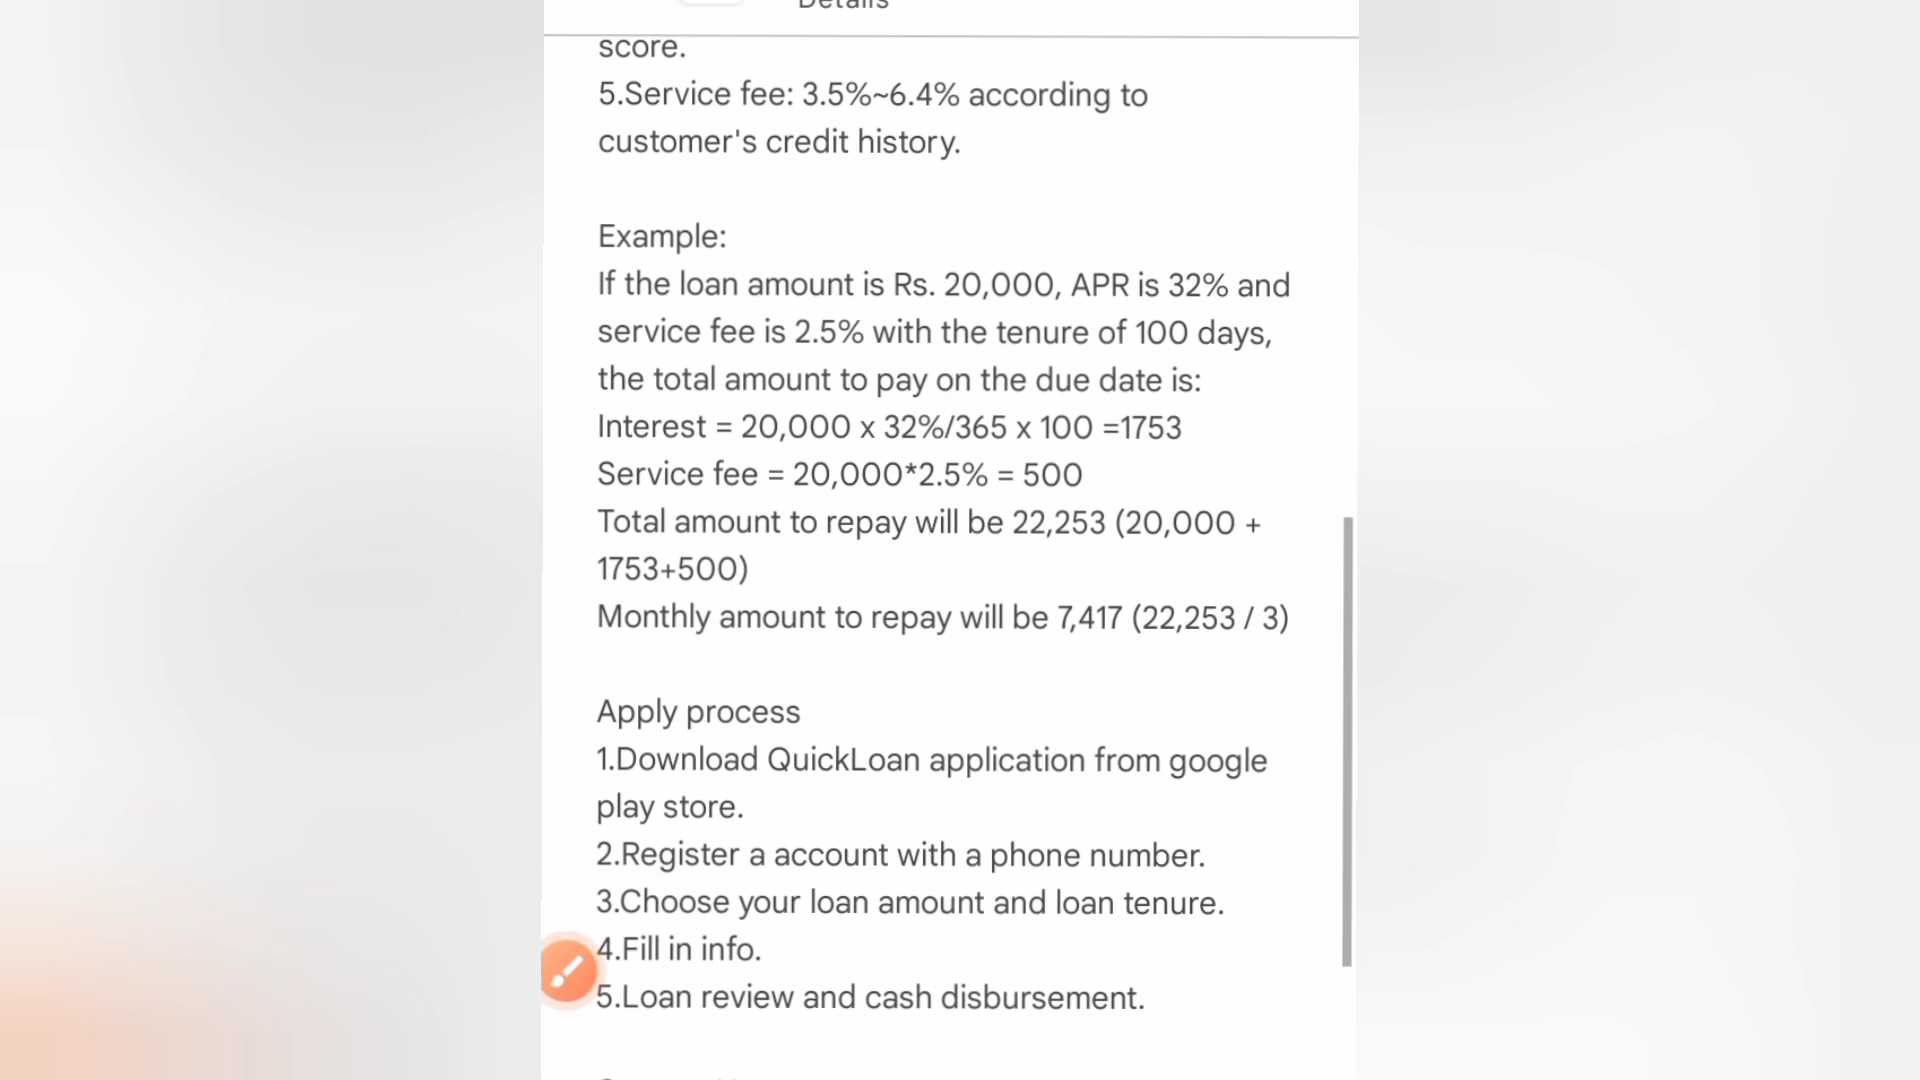 Details
score.
5.Service fee: 3.5%~6.4% according to
customer's credit history.
Example:
If the loan amount is Rs. 20,000, APR is 32% and
service fee is 2.5% with the tenure of 100 days,
the total amount to pay on the due date is:
Interest = 20,000 x 32%/365 x 100 =1753
Service fee = 20,000*2.5% = 500
Total amount to repay will be 22,253 (20,000 +
1753+500)
Monthly amount to repay will be 7,417 (22,253 / 3)
Apply process
1.Download QuickLoan application from google
play store.
2.Register a account with a phone number.
3.Choose your loan amount and loan tenure.
4.Fill in info.
5.Loan review and cash disbursement.